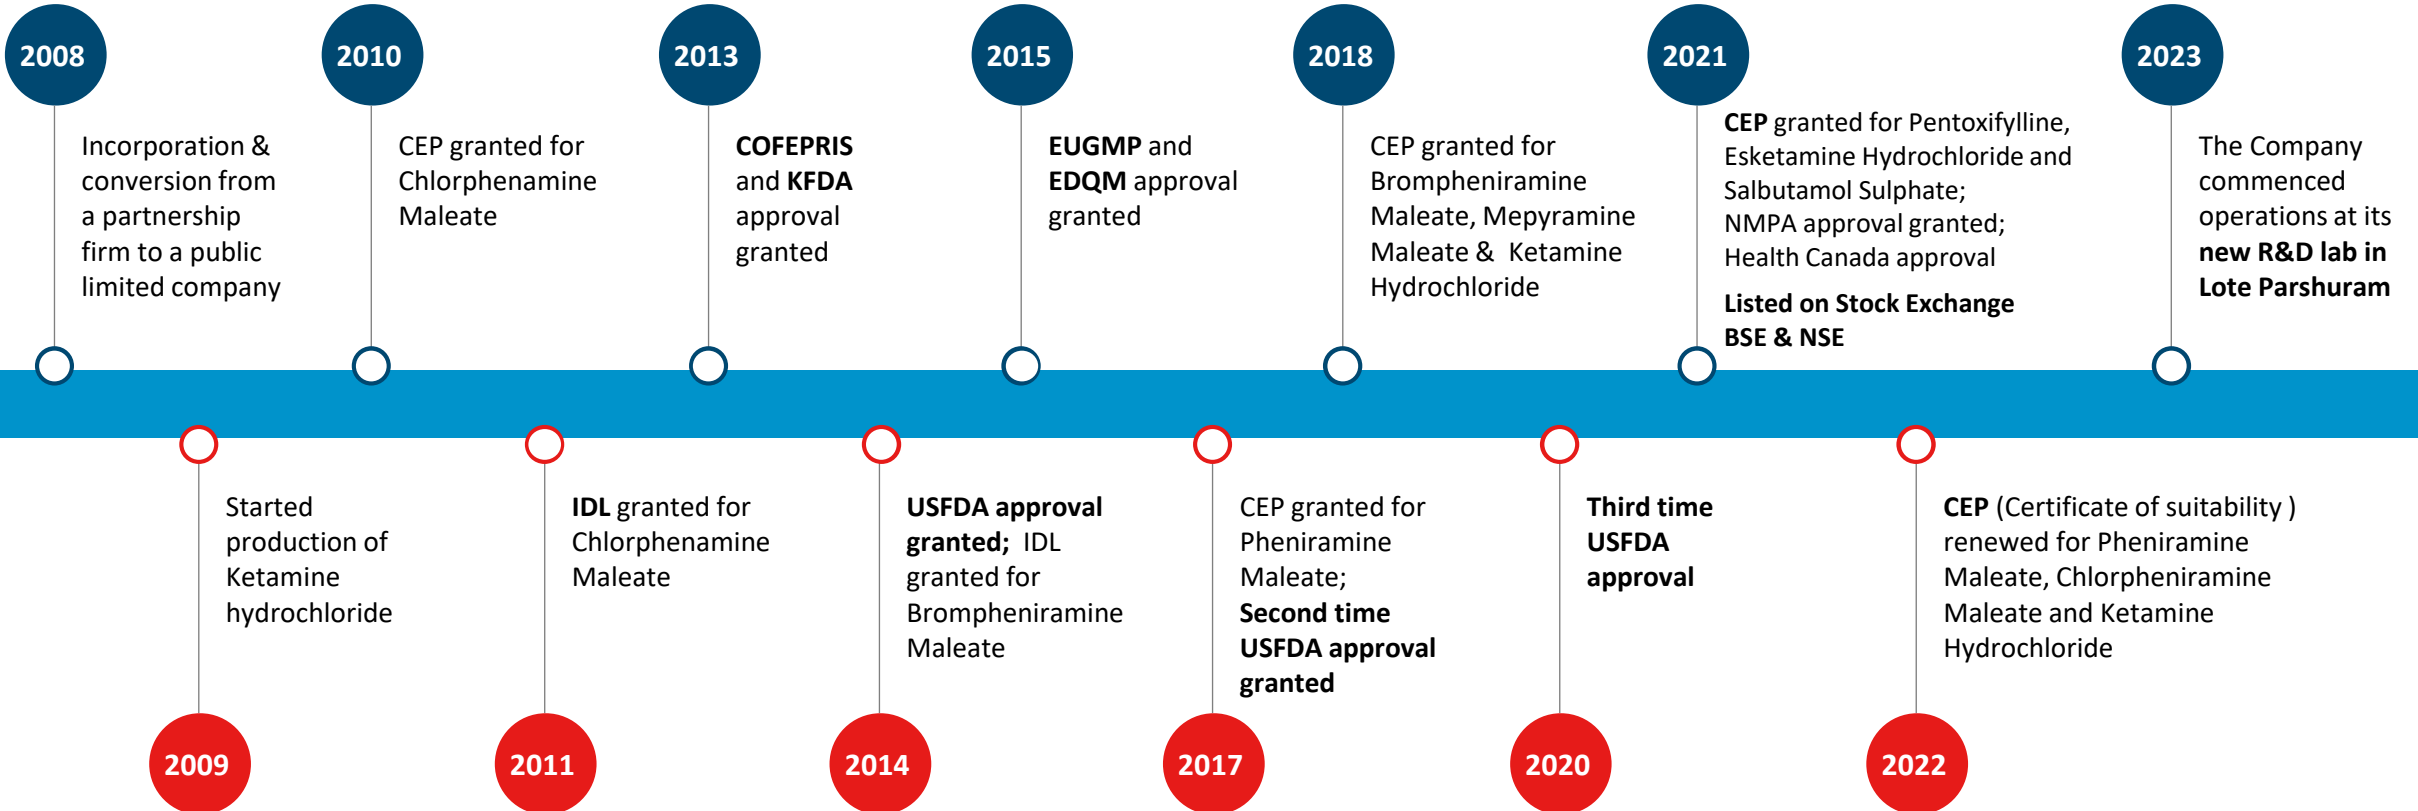 2008
Incorporation &
conversion from
a partnership
firm to a public
limited company
2010
CEP granted for
Chlorphenamine
Maleate
2013
COFEPRIS
and KFDA
approval
granted
2015
EUGMP and
EDQM approval
granted
2018
CEP granted for
Brompheniramine
Maleate, Mepyramine
Maleate & Ketamine
Hydrochloride
2021
CEP granted for Pentoxifylline,
Esketamine Hydrochloride and
Salbutamol Sulphate;
NMPA approval granted;
Health Canada approval
Listed on Stock Exchange
BSE & NSE
2023
The Company
commenced
operations at its
new R&D lab in
Lote Parshuram
Started
production of
Ketamine
hydrochloride
2009
IDL granted for
Chlorphenamine
Maleate
2011
USFDA approval
granted; IDL
granted for
Brompheniramine
Maleate
2014
CEP granted for
Pheniramine
Maleate;
Second time
USFDA approval
granted
2017
Third time
USFDA
approval
2020
CEP (Certificate of suitability )
renewed for Pheniramine
Maleate, Chlorpheniramine
Maleate and Ketamine
Hydrochloride
2022